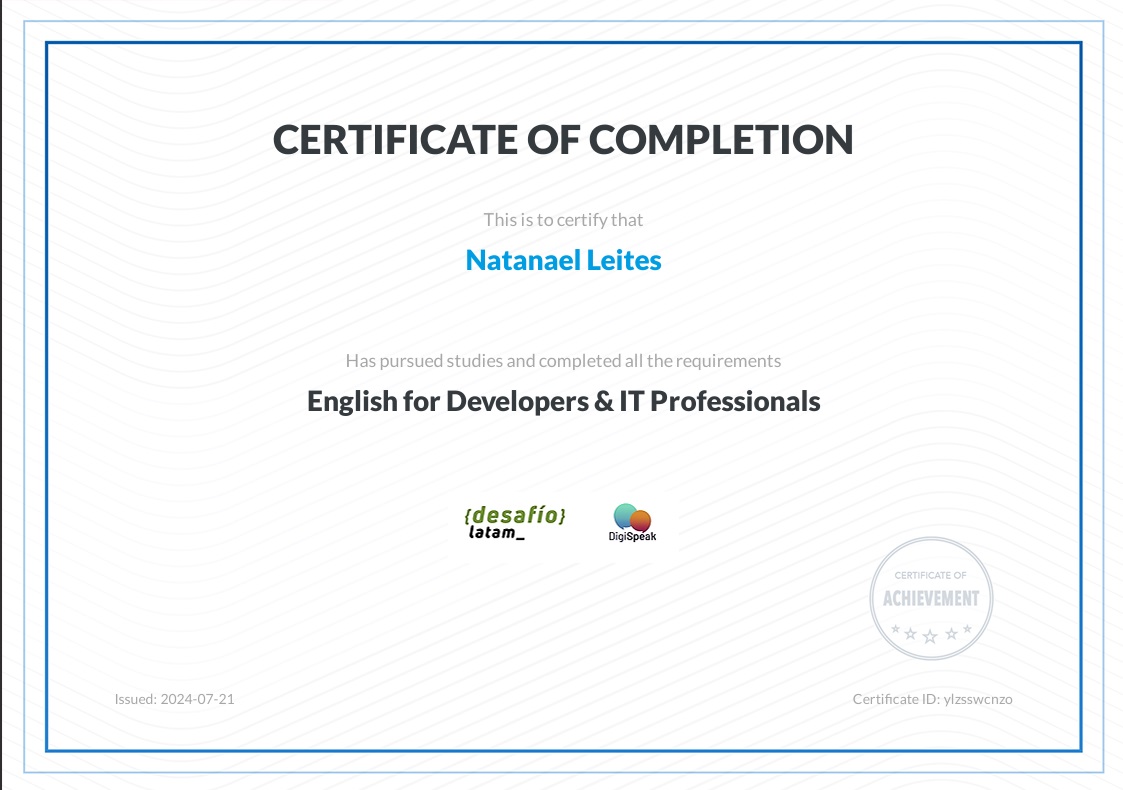 CERTIFICATE OF COMPLETION
This is to certify that
Natanael Leites
Has pursued studies and completed all the requirements
English for Developers & IT Professionals
{desafío}
latam_
DigiSpeak
CERTIFICATE OF
ACHIEVEMENT
Issued: 2024-07-21
Certificate ID: ylzsswcnzo